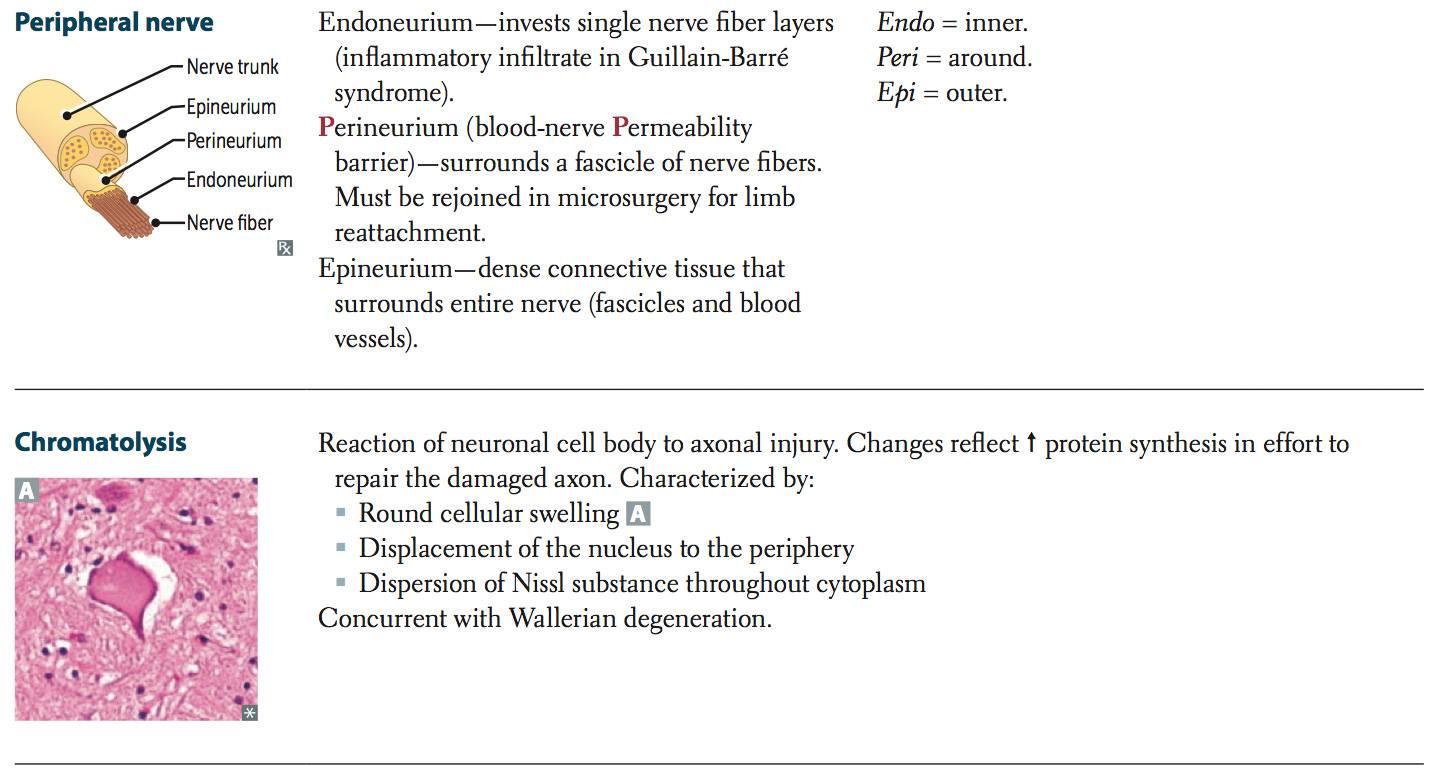 Peripheral nerve
Nerve trunk
Epineurium
Perineurium
Endoneurium
Nerve fiber
Rx
Endoneurium—invests single nerve fiber layers
(inflammatory infiltrate in Guillain-Barré
syndrome).
Perineurium (blood-nerve Permeability
barrier)—surrounds a fascicle of nerve fibers.
Must be rejoined in microsurgery for limb
reattachment.
Epineurium—dense connective tissue that
surrounds entire nerve (fascicles and blood
vessels).
Endo = inner.
Peri = around.
Epi = outer.
Chromatolysis
A
*
Reaction of neuronal cell body to axonal injury. Changes reflect ↑ protein synthesis in effort to
repair the damaged axon. Characterized by:
▪ Round cellular swelling A
▪ Displacement of the nucleus to the periphery
▪ Dispersion of Nissl substance throughout cytoplasm
Concurrent with Wallerian degeneration.